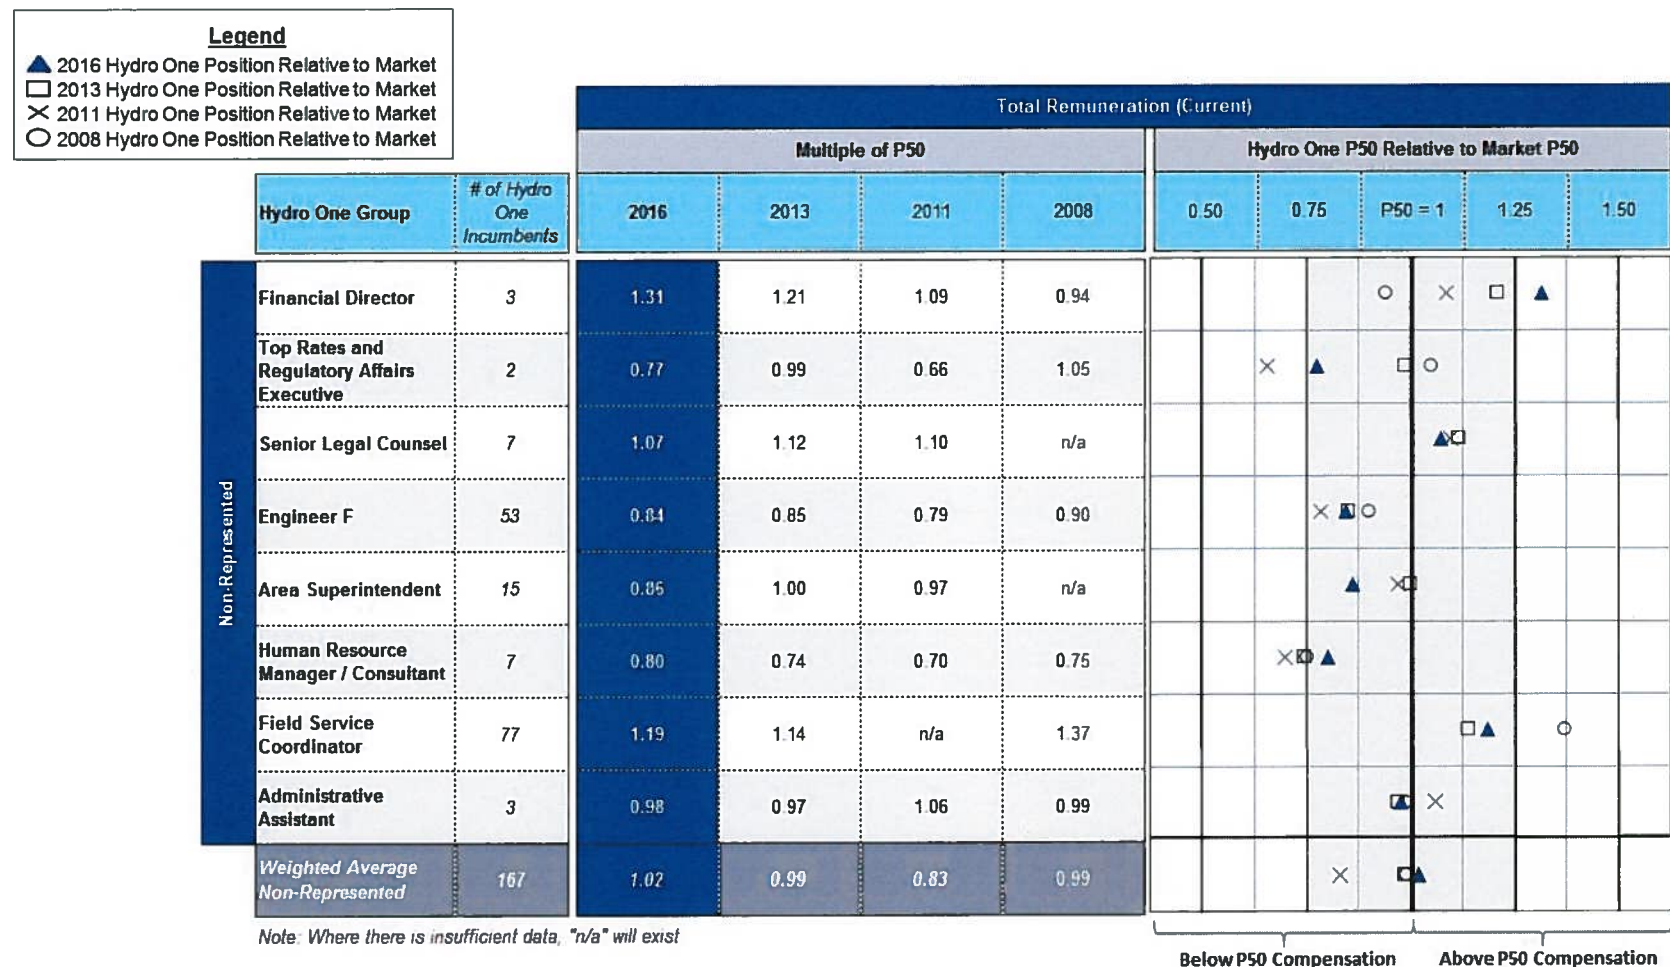 Legend
2016 Hydro One Position Relative to Market
2013 Hydro One Position Relative to Market
2011 Hydro One Position Relative to Market
2008 Hydro One Position Relative to Market
Total Remuneration (Current)
Multiple of P50
Hydro One P50 Relative to Market P50
Hydro One Group
# of Hydro
One
Incumbents
2016 2013 2011 2008
0.50 0.75 P50 = 1 1.25 1.50
Non-Represented
Financial Director 3 1.31 1.21 1.09 0.94
Top Rates and
Regulatory Affairs
Executive
2 0.77 0.99 0.66 1.05
Senior Legal Counsel 7 1.07 1.12 1.10 n/a
Engineer F 53 0.84 0.85 0.79 0.90
Area Superintendent 15 0.86 1.00 0.97 n/a
Human Resource
Manager / Consultant
7 0.80 0.74 0.70 0.75
Field Service
Coordinator
77 1.19 1.14 n/a 1.37
Administrative
Assistant
3 0.98 0.97 1.06 0.99
Weighted Average
Non-Represented
167 1.02 0.99 0.83 0.99
Note: Where there is insufficient data, "n/a" will exist
Below P50 Compensation
Above P50 Compensation